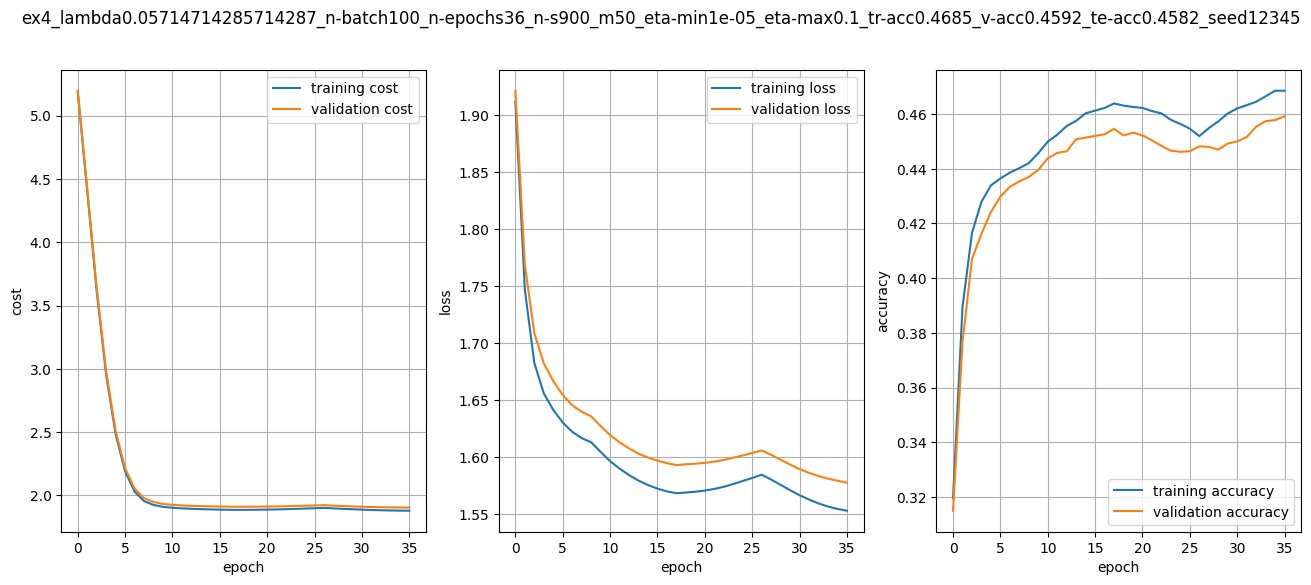 ex4_lambda0.05714714285714287_n-batch100_n-epochs36_n-s900_m50_eta-min1e-05_eta-max0.1_tr-acc0.4685_v-acc0.4592_te-acc0.4582_seed12345
training cost
validation cost
5.0
4.5
4.0
3.5
3.0
2.5
2.0
cost
0 5 10 15 20 25 30 35
epoch
training loss
validation loss
1.90
1.85
1.80
1.75
1.70
1.65
1.60
1.55
loss
0 5 10 15 20 25 30 35
epoch
0.46
0.44
0.42
0.40
0.38
0.36
0.34
0.32
accuracy
training accuracy
validation accuracy
0 5 10 15 20 25 30 35
epoch